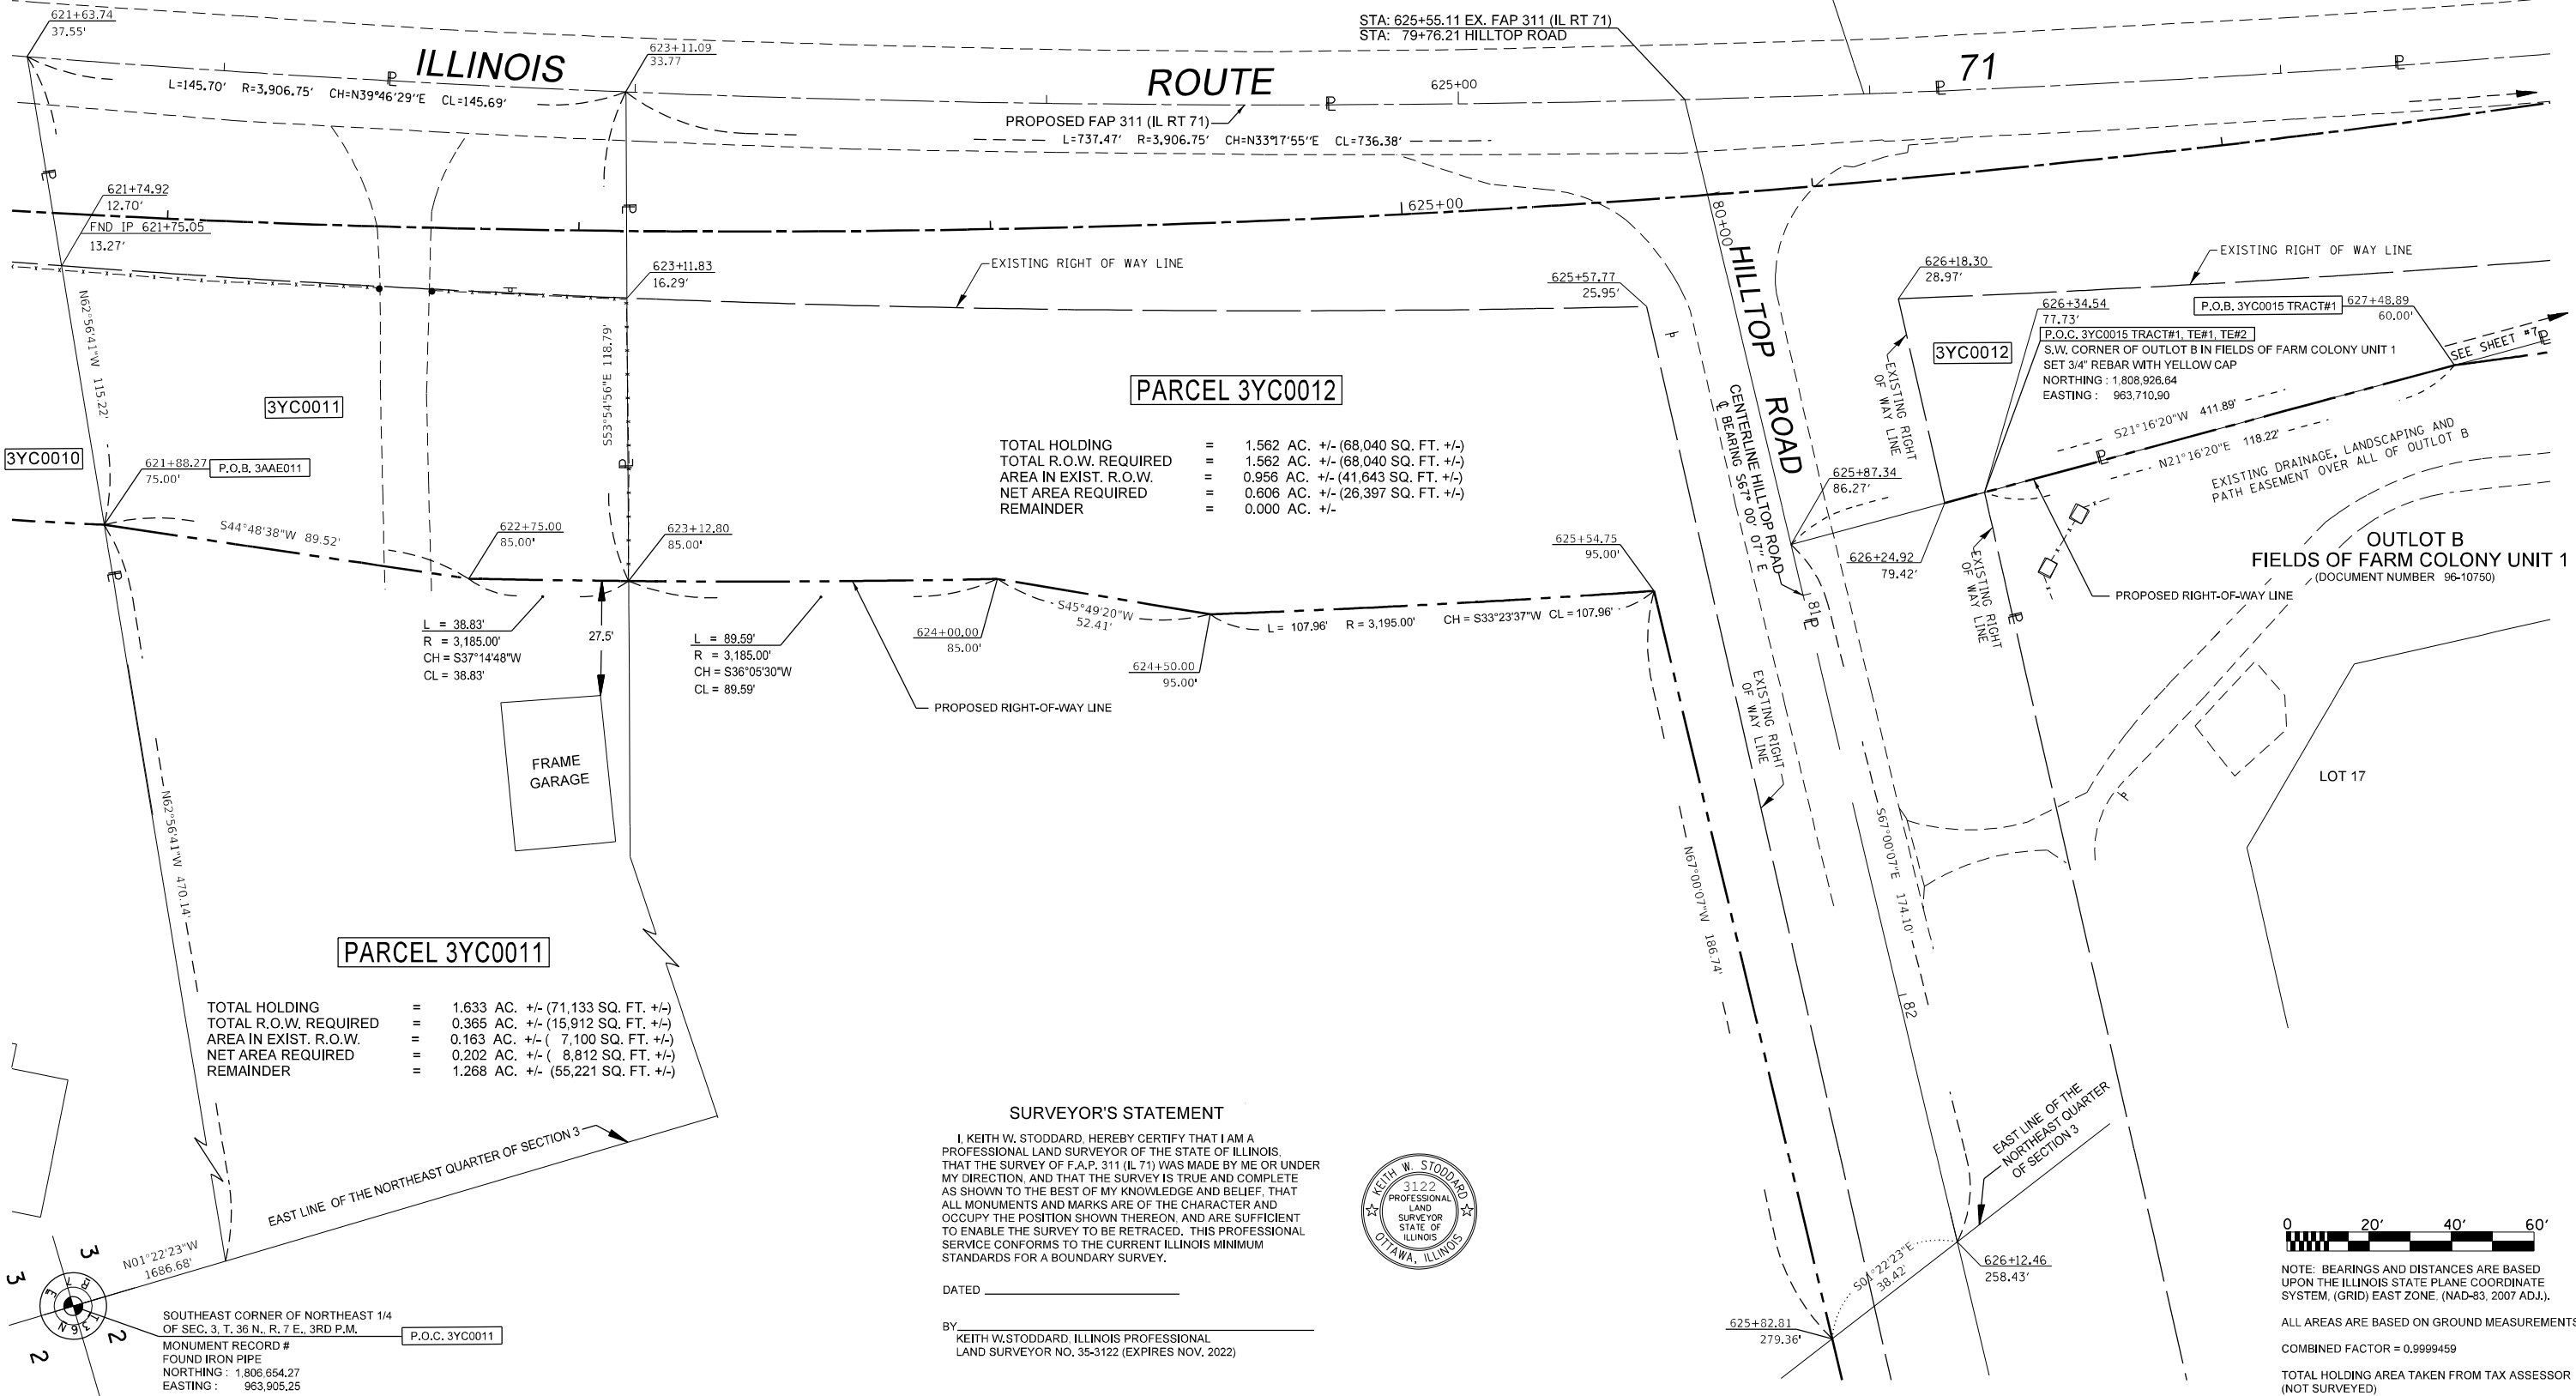 621+63.74
37.55'
ILLINOIS
ROUTE
71
623+11.09
33.77
STA: 625+55.11 EX. FAP 311 (IL RT 71)
STA: 79+76.21 HILLTOP ROAD
L=145.70' R=3,906.75' CH=N39°46'29''E CL=145.69'
625+00
PROPOSED FAP 311 (IL RT 71)
L=737.47' R=3,906.75' CH=N33°17'55''E CL=736.38'
621+74.92
12.70'
FND IP 621+75.05
13.27'
625+00
80+00
HILLTOP ROAD
EXISTING RIGHT OF WAY LINE
623+11.83
16.29'
EXISTING RIGHT OF WAY LINE
625+57.77
25.95'
626+18.30
28.97'
626+34.54
77.73'
P.O.B. 3YC0015 TRACT#1
627+48.89
60.00'
P.O.C. 3YC0015 TRACT#1, TE#1, TE#2
S.W. CORNER OF OUTLOT B IN FIELDS OF FARM COLONY UNIT 1
SET 3/4" REBAR WITH YELLOW CAP
NORTHING : 1,808,926.64
EASTING : 963,710.90
SEE SHEET #7
3YC0012
N62°56'41"W 115.22'
S53°54'56"E 118.79'
3YC0011
PARCEL 3YC0012
TOTAL HOLDING = 1.562 AC. +/- (68,040 SQ. FT. +/-)
TOTAL R.O.W. REQUIRED = 1.562 AC. +/- (68,040 SQ. FT. +/-)
AREA IN EXIST. R.O.W. = 0.956 AC. +/- (41,643 SQ. FT. +/-)
NET AREA REQUIRED = 0.606 AC. +/- (26,397 SQ. FT. +/-)
REMAINDER = 0.000 AC. +/-
CENTERLINE HILLTOP ROAD
℄ BEARING S67° 00' 07" E
EXISTING RIGHT
OF WAY LINE
S21°16'20"W 411.89'
N21°16'20"E 118.22'
EXISTING DRAINAGE, LANDSCAPING AND
PATH EASEMENT OVER ALL OF OUTLOT B
3YC0010
621+88.27
75.00'
P.O.B. 3AAE011
S44°48'38"W 89.52'
622+75.00
85.00'
623+12.80
85.00'
625+54.75
95.00'
625+87.34
86.27'
626+24.92
79.42'
OUTLOT B
FIELDS OF FARM COLONY UNIT 1
(DOCUMENT NUMBER 96-10750)
PROPOSED RIGHT-OF-WAY LINE
EXISTING RIGHT
OF WAY LINE
81
L = 38.83'
R = 3,185.00'
CH = S37°14'48"W
CL = 38.83'
27.5'
L = 89.59'
R = 3,185.00'
CH = S36°05'30"W
CL = 89.59'
624+00.00
85.00'
S45°49'20"W
52.41'
624+50.00
95.00'
L = 107.96' R = 3,195.00' CH = S33°23'37"W CL = 107.96'
PROPOSED RIGHT-OF-WAY LINE
EXISTING RIGHT
OF WAY LINE
FRAME
GARAGE
LOT 17
N62°56'41"W 470.14'
N67°00'07"W 186.74'
S67°00'07"E 174.10'
82
PARCEL 3YC0011
TOTAL HOLDING = 1.633 AC. +/- (71,133 SQ. FT. +/-)
TOTAL R.O.W. REQUIRED = 0.365 AC. +/- (15,912 SQ. FT. +/-)
AREA IN EXIST. R.O.W. = 0.163 AC. +/- ( 7,100 SQ. FT. +/-)
NET AREA REQUIRED = 0.202 AC. +/- ( 8,812 SQ. FT. +/-)
REMAINDER = 1.268 AC. +/- (55,221 SQ. FT. +/-)
EAST LINE OF THE NORTHEAST QUARTER OF SECTION 3
N01°22'23"W
1686.68'
3
3
2
2
R 7 E
T 36 N
SOUTHEAST CORNER OF NORTHEAST 1/4
OF SEC. 3, T. 36 N., R. 7 E., 3RD P.M.
P.O.C. 3YC0011
MONUMENT RECORD #
FOUND IRON PIPE
NORTHING : 1,806,654.27
EASTING : 963,905.25
SURVEYOR'S STATEMENT
I, KEITH W. STODDARD, HEREBY CERTIFY THAT I AM A
PROFESSIONAL LAND SURVEYOR OF THE STATE OF ILLINOIS,
THAT THE SURVEY OF F.A.P. 311 (IL 71) WAS MADE BY ME OR UNDER
MY DIRECTION, AND THAT THE SURVEY IS TRUE AND COMPLETE
AS SHOWN TO THE BEST OF MY KNOWLEDGE AND BELIEF, THAT
ALL MONUMENTS AND MARKS ARE OF THE CHARACTER AND
OCCUPY THE POSITION SHOWN THEREON, AND ARE SUFFICIENT
TO ENABLE THE SURVEY TO BE RETRACED. THIS PROFESSIONAL
SERVICE CONFORMS TO THE CURRENT ILLINOIS MINIMUM
STANDARDS FOR A BOUNDARY SURVEY.
DATED
BY
KEITH W.STODDARD, ILLINOIS PROFESSIONAL
LAND SURVEYOR NO. 35-3122 (EXPIRES NOV. 2022)
KEITH W. STODDARD
3122
PROFESSIONAL
LAND
SURVEYOR
STATE OF
ILLINOIS
OTTAWA, ILLINOIS
EAST LINE OF THE
NORTHEAST QUARTER
OF SECTION 3
S01°22'23"E
38.42'
626+12.46
258.43'
625+82.81
279.36'
0 20' 40' 60'
NOTE: BEARINGS AND DISTANCES ARE BASED
UPON THE ILLINOIS STATE PLANE COORDINATE
SYSTEM, (GRID) EAST ZONE, (NAD-83, 2007 ADJ.).
ALL AREAS ARE BASED ON GROUND MEASUREMENTS
COMBINED FACTOR = 0.9999459
TOTAL HOLDING AREA TAKEN FROM TAX ASSESSOR
(NOT SURVEYED)